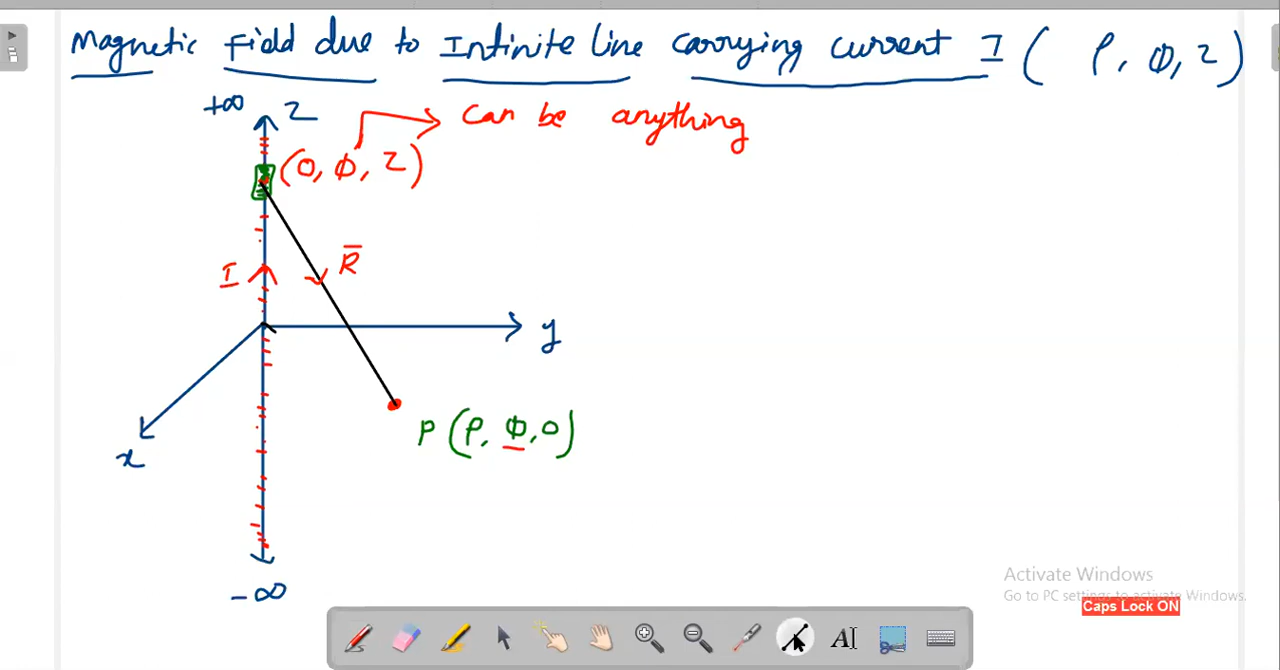 Magnetic Field due to Infinite Line carrying current I ( ρ, Φ, z )
+∞ z
(0, Φ, z) can be anything
I R̅
y
P (ρ, Φ, 0)
x
-∞
Activate Windows
Go to PC settings to activate Windows.
Caps Lock ON
AI